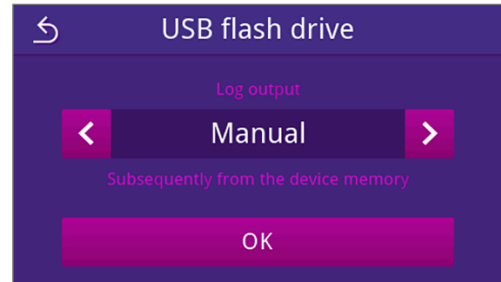 USB flash drive
Log output
Manual
Subsequently from the device memory
OK